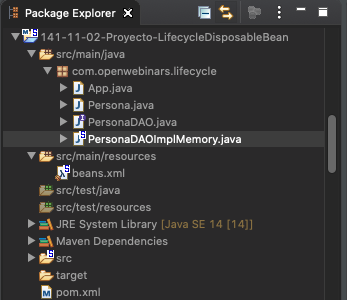 Package Explorer
141-11-02-Proyecto-LifecycleDisposableBean
src/main/java
com.openwebinars.lifecycle
App.java
Persona.java
PersonaDAO.java
PersonaDAOImplMemory.java
src/main/resources
beans.xml
src/test/java
src/test/resources
JRE System Library [Java SE 14 [14]]
Maven Dependencies
src
target
pom.xml